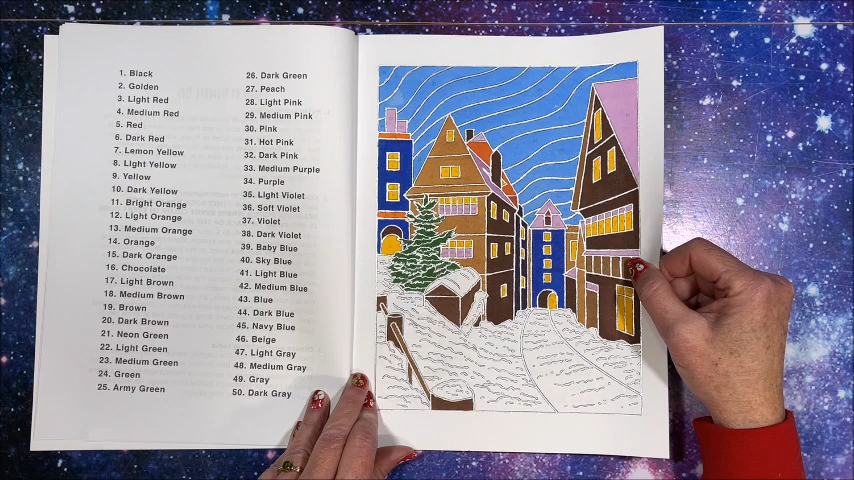 1. Black
2. Golden
3. Light Red
4. Medium Red
5. Red
6. Dark Red
7. Lemon Yellow
8. Light Yellow
9. Yellow
10. Dark Yellow
11. Bright Orange
12. Light Orange
13. Medium Orange
14. Orange
15. Dark Orange
16. Chocolate
17. Light Brown
18. Medium Brown
19. Brown
20. Dark Brown
21. Neon Green
22. Light Green
23. Medium Green
24. Green
25. Army Green
26. Dark Green
27. Peach
28. Light Pink
29. Medium Pink
30. Pink
31. Hot Pink
32. Dark Pink
33. Medium Purple
34. Purple
35. Light Violet
36. Soft Violet
37. Violet
38. Dark Violet
39. Baby Blue
40. Sky Blue
41. Light Blue
42. Medium Blue
43. Blue
44. Dark Blue
45. Navy Blue
46. Beige
47. Light Gray
48. Medium Gray
49. Gray
50. Dark Gray